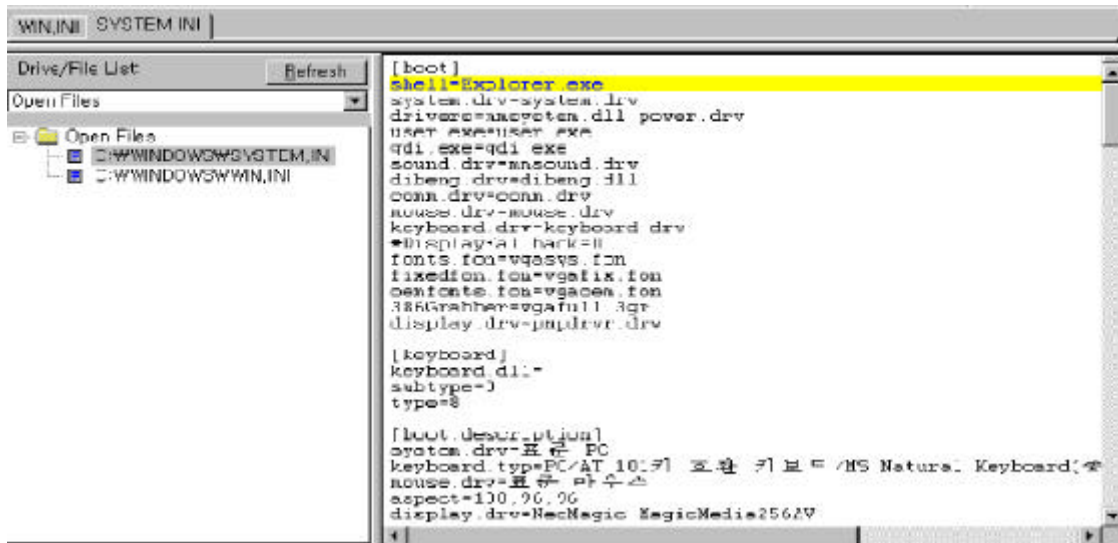 WIN,INI SYSTEM INI
Drive/File List:
Refresh
Open Files
Open Files
C:₩WINDOWS₩SYSTEM,INI
C:₩WINDOWS₩WIN,INI
[boot]
shell=Explorer.exe
system.drv=system.drv
drivers=mmsystem.dll power.drv
user.exe=user.exe
gdi.exe=gdi.exe
sound.drv=mmsound.drv
dibeng.drv=dibeng.dll
comm.drv=comm.drv
mouse.drv=mouse.drv
keyboard.drv=keyboard.drv
fonts.fon=vgasys.fon
fixedfon.fon=vgafix.fon
oemfonts.fon=vgaoem.fon
386Grabber=vgafull.3gr
[keyboard]
keyboard.dll=
subtype=
type=8
[boot.description]
system.drv=표준 PC
keyboard.typ=PC/AT 101키 호환 키보드/MS Natural Keyboard(
mouse.drv=표준 마우스
aspect=100,96,96
display.drv=NeoMagic MagicMedia256AV